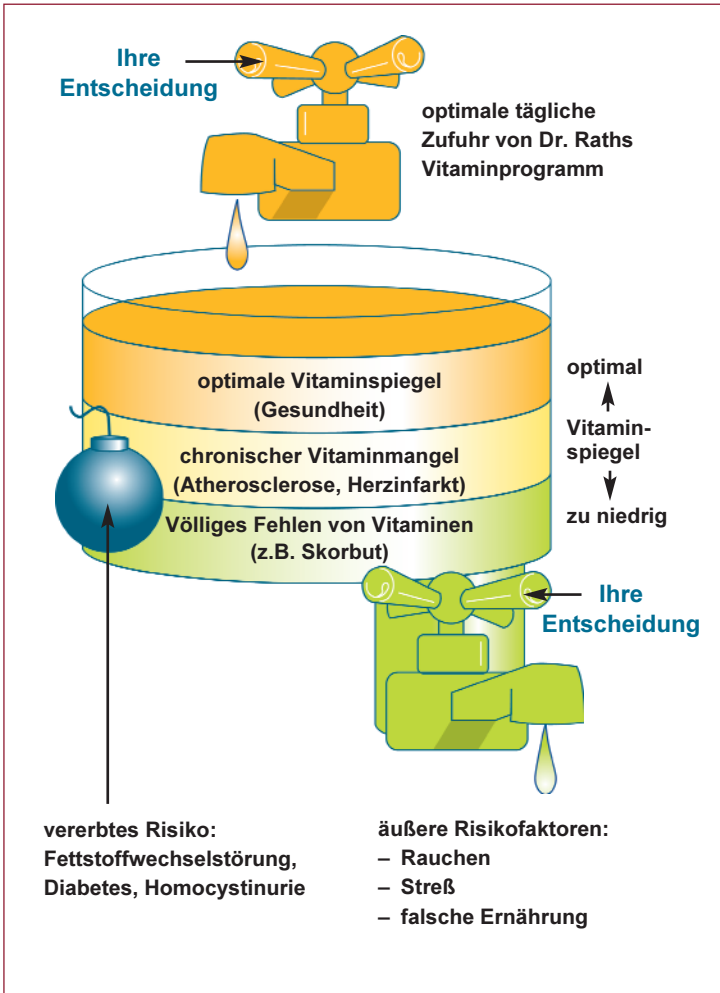 Ihre
Entscheidung
optimale tägliche
Zufuhr von Dr. Raths
Vitaminprogramm
optimale Vitaminspiegel
(Gesundheit)
chronischer Vitaminmangel
(Atherosclerose, Herzinfarkt)
Völliges Fehlen von Vitaminen
(z.B. Skorbut)
optimal
Vitamin-
spiegel
zu niedrig
Ihre
Entscheidung
vererbtes Risiko:
Fettstoffwechselstörung,
Diabetes, Homocystinurie
äußere Risikofaktoren:
– Rauchen
– Streß
– falsche Ernährung